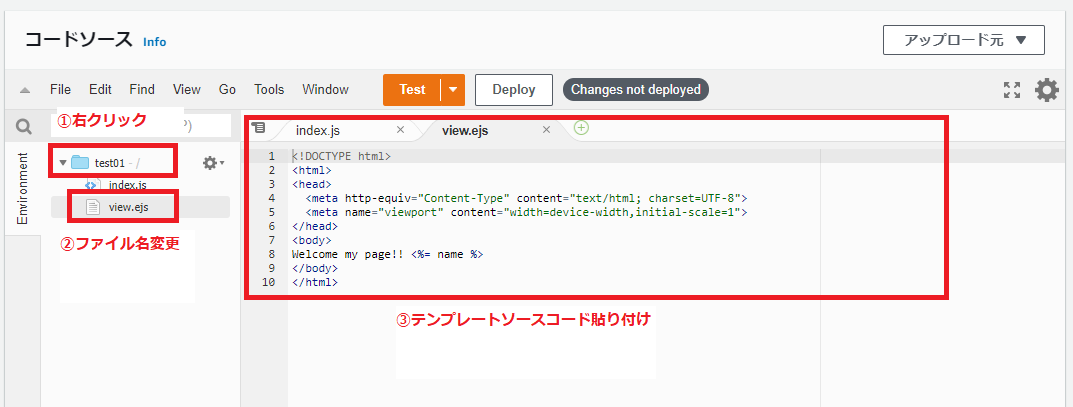 コードソース Info
アップロード元 ▼
File Edit Find View Go Tools Window Test Deploy Changes not deployed
①右クリック
P)
Environment
test01 - /
index.js
view.ejs
②ファイル名変更
index.js × view.ejs ×
1 <!DOCTYPE html>
2 <html>
3 <head>
4 <meta http-equiv="Content-Type" content="text/html; charset=UTF-8">
5 <meta name="viewport" content="width=device-width,initial-scale=1">
6 </head>
7 <body>
8 Welcome my page!! <%= name %>
9 </body>
10 </html>
③テンプレートソースコード貼り付け